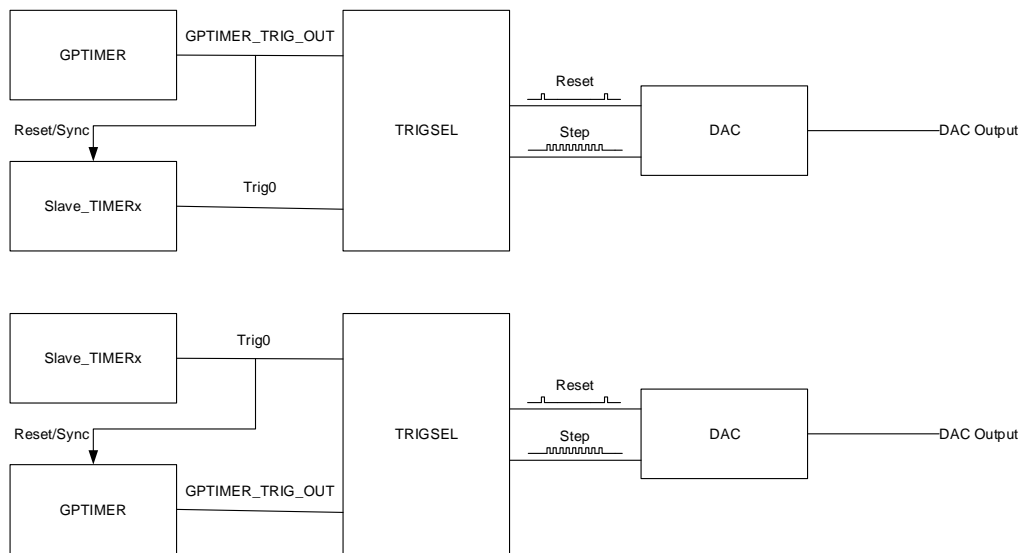 GPTIMER
GPTIMER_TRIG_OUT
Reset/Sync
Slave_TIMERx
Trig0
TRIGSEL
Reset
Step
DAC
DAC Output
Slave_TIMERx
Trig0
Reset/Sync
GPTIMER
GPTIMER_TRIG_OUT
TRIGSEL
Reset
Step
DAC
DAC Output